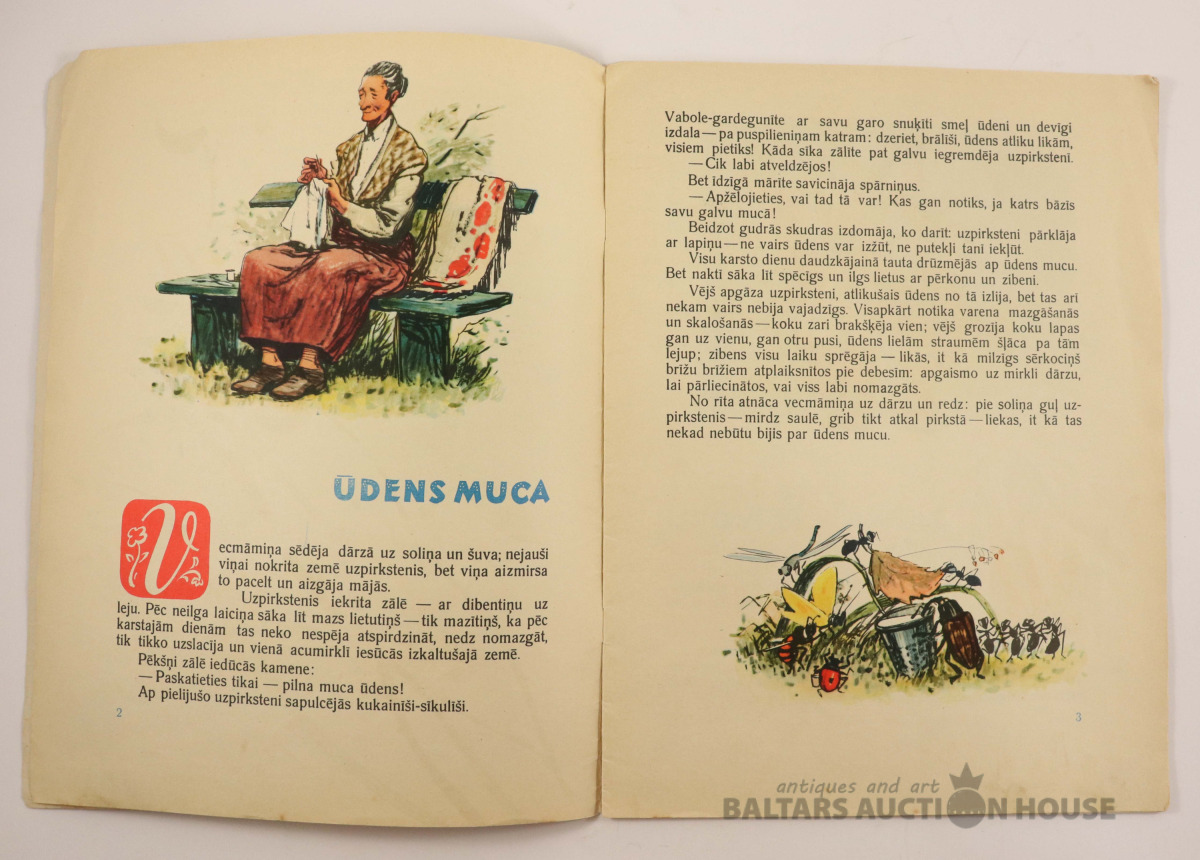 ŪDENS MUCA
Vecmāmiņa sēdēja dārzā uz soliņa un šuva; nejauši
viņai nokrita zemē uzpirkstenis, bet viņa aizmirsa
to pacelt un aizgāja mājās.
Uzpirkstenis iekrita zālē — ar dibentiņu uz
leju. Pēc neilga laiciņa sāka līt mazs lietutiņš — tik mazītiņš, ka pēc
karstajām dienām tas neko nespēja atspirdzināt, nedz nomazgāt,
tik tikko uzslacīja un vienā acumirklī iesūcās izkaltušajā zemē.
Pēkšņi zālē iedūcās kamene:
— Paskatieties tikai — pilna muca ūdens!
Ap pielijušo uzpirksteni sapulcējās kukainīši-sīkulīši.
2
Vabole-gardegunīte ar savu garo snuķīti smeļ ūdeni un devīgi
izdala — pa puspilieniņam katram: dzeriet, brālīši, ūdens atliku likām,
visiem pietiks! Kāda sīka zālīte pat galvu iegremdēja uzpirkstenī.
— Cik labi atveldzējos!
Bet īdzīgā mārīte savicināja spārniņus.
— Apžēlojieties, vai tad tā var! Kas gan notiks, ja katrs bāzīs
savu galvu mucā!
Beidzot gudrās skudras izdomāja, ko darīt: uzpirksteni pārklāja
ar lapiņu — ne vairs ūdens var izžūt, ne putekļi tanī iekļūt.
Visu karsto dienu daudzkājainā tauta drūzmējās ap ūdens mucu.
Bet naktī sāka līt spēcīgs un ilgs lietus ar pērkonu un zibeni.
Vējš apgāza uzpirksteni, atlikušais ūdens no tā izlija, bet tas arī
nekam vairs nebija vajadzīgs. Visapkārt notika varena mazgāšanās
un skalošanās — koku zari brakšķēja vien; vējš grozīja koku lapas
gan uz vienu, gan otru pusi, ūdens lielām straumēm šļāca pa tām
lejup; zibens visu laiku sprēgāja — likās, it kā milzīgs sērkociņš
brīžu brīžiem atplaiksnītos pie debesīm: apgaismo uz mirkli dārzu,
lai pārliecinātos, vai viss labi nomazgāts.
No rīta atnāca vecmāmiņa uz dārzu un redz: pie soliņa guļ uz-
pirkstenis — mirdz saulē, grib tikt atkal pirkstā — liekas, it kā tas
nekad nebūtu bijis par ūdens mucu.
3
antiques and art
BALTARS AUCTION HOUSE